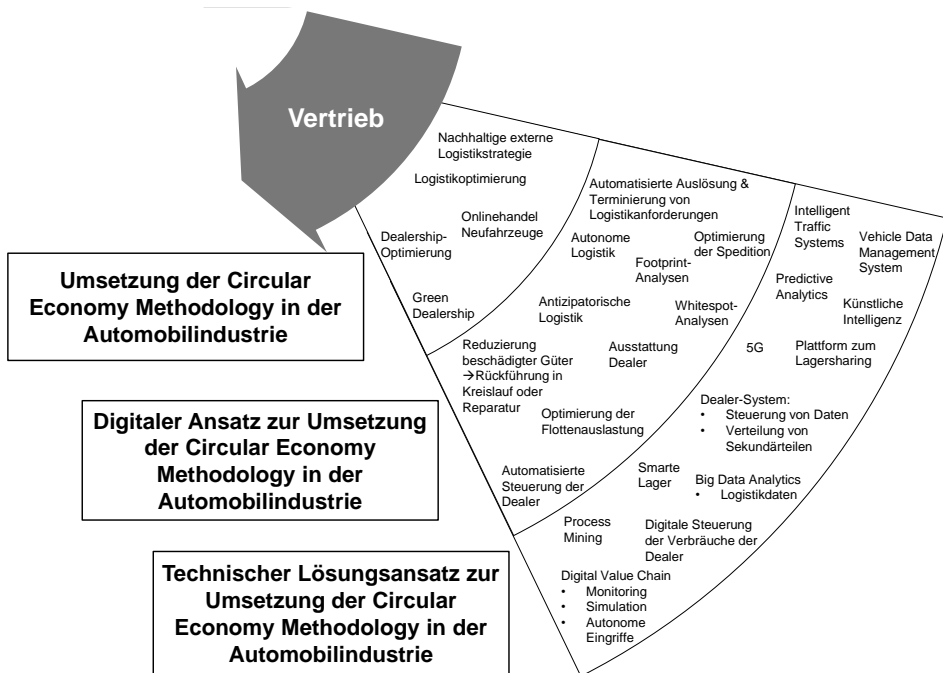 Vertrieb
Nachhaltige externe
Logistikstrategie
Logistikoptimierung
Onlinehandel
Neufahrzeuge
Dealership-
Optimierung
Green
Dealership
Umsetzung der Circular
Economy Methodology in der
Automobilindustrie
Automatisierte Auslösung &
Terminierung von
Logistikanforderungen
Autonome
Logistik
Optimierung
der Spedition
Footprint-
Analysen
Antizipatorische
Logistik
Whitespot-
Analysen
Reduzierung
beschädigter Güter
→Rückführung in
Kreislauf oder
Reparatur
Ausstattung
Dealer
Optimierung der
Flottenauslastung
Automatisierte
Steuerung der
Dealer
Digitaler Ansatz zur Umsetzung
der Circular Economy
Methodology in der
Automobilindustrie
Intelligent
Traffic
Systems
Vehicle Data
Management
System
Predictive
Analytics
Künstliche
Intelligenz
5G
Plattform zum
Lagersharing
Dealer-System:
• Steuerung von Daten
• Verteilung von
Sekundärteilen
Smarte
Lager
Big Data Analytics
• Logistikdaten
Process
Mining
Digitale Steuerung
der Verbräuche der
Dealer
Digital Value Chain
• Monitoring
• Simulation
• Autonome
Eingriffe
Technischer Lösungsansatz zur
Umsetzung der Circular
Economy Methodology in der
Automobilindustrie